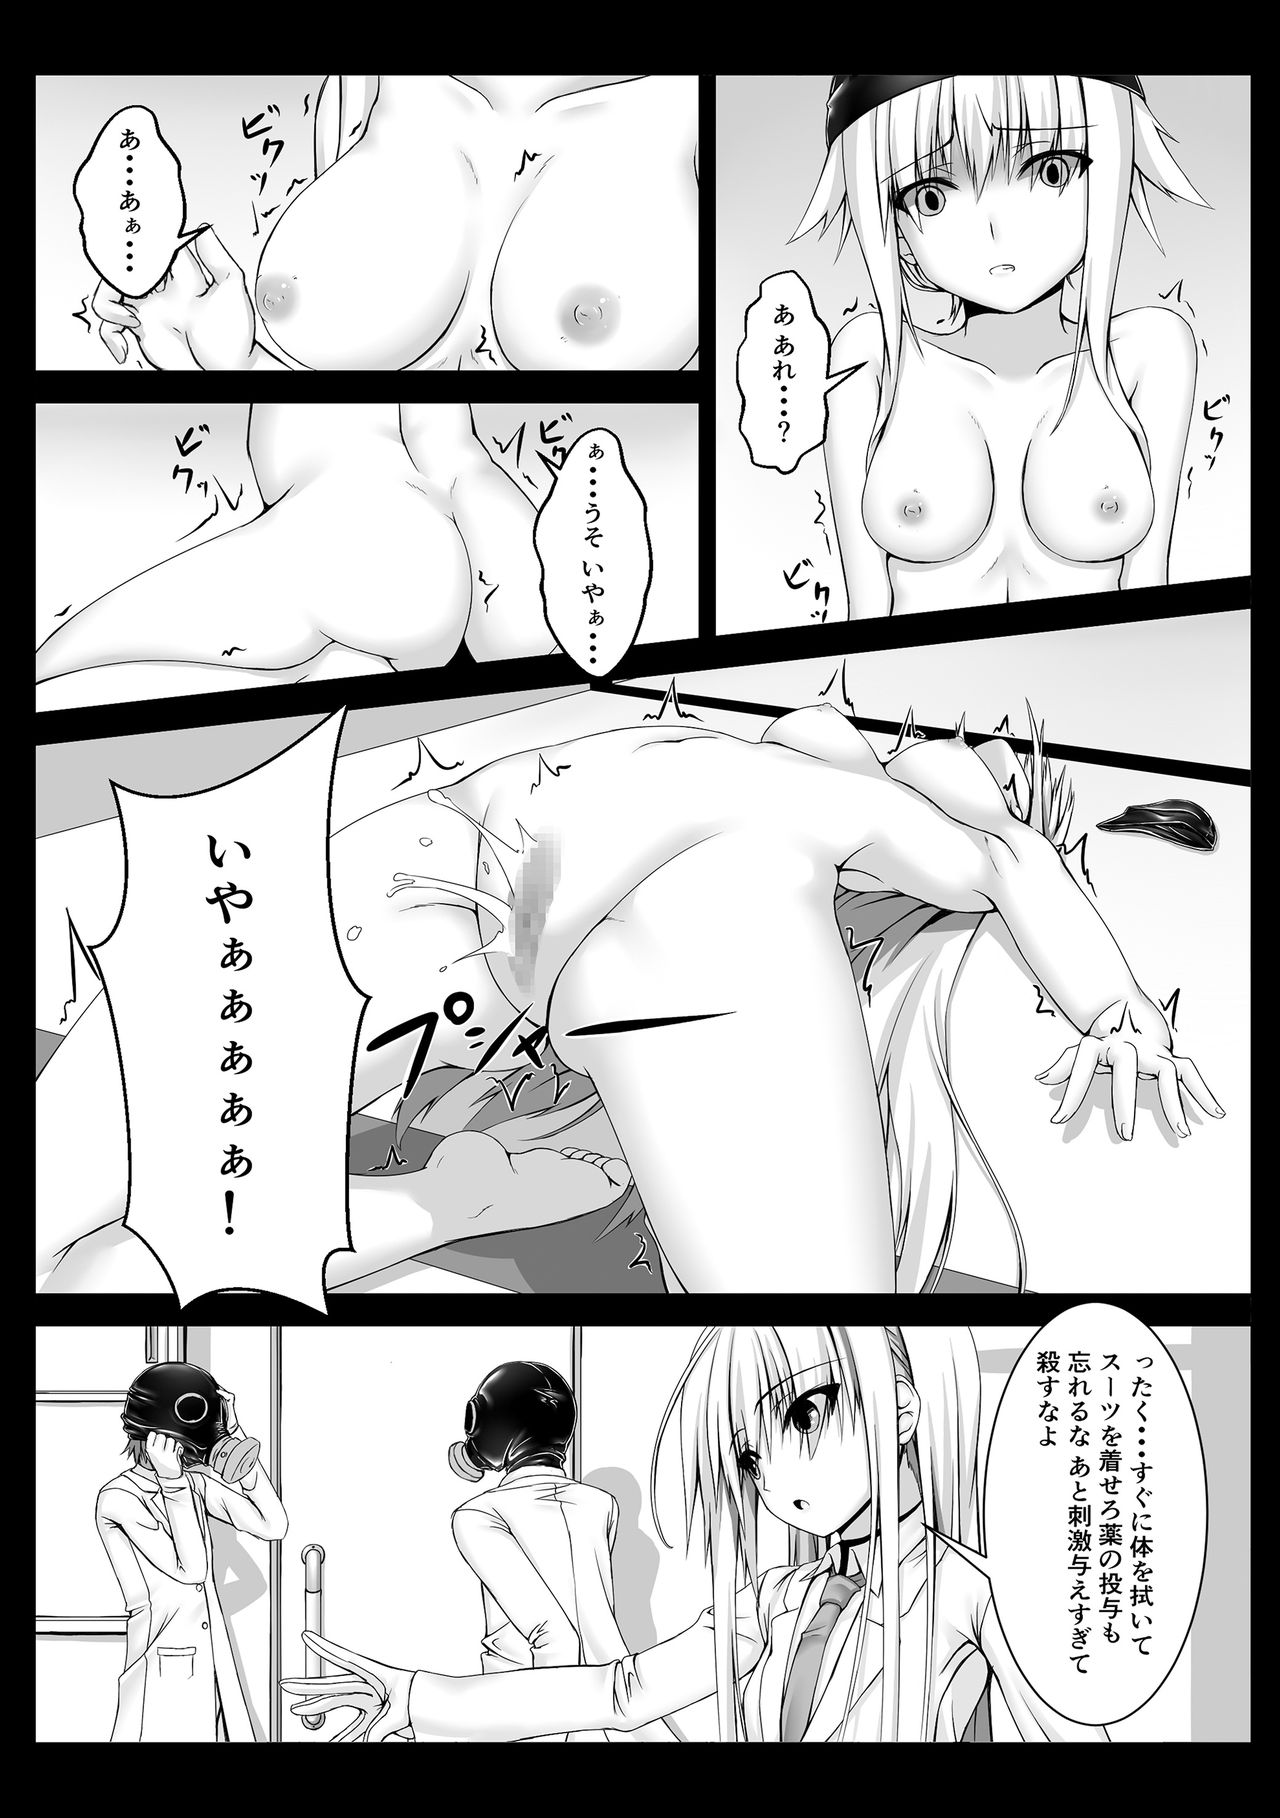 ああれ・・・・?
ビクッ
ビクッ
あ・・・あぁ・・・・
ビクッ
ビクッ
ぁ・・・・うそ いやぁ・・・・
ビクッ
ビクッ
いやぁぁぁぁぁぁ!
プシャー
ったく・・・すぐに体を拭いて
スーツを着せろ薬の投与も
忘れるな あと刺激与えすぎて
殺すなよ